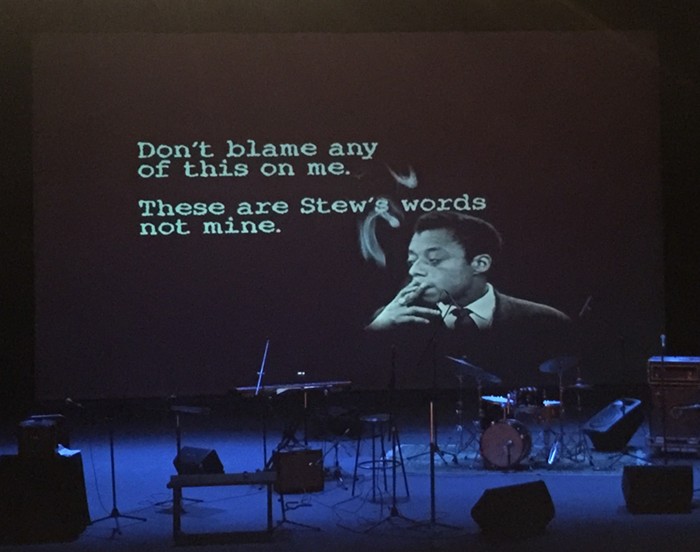 Don't blame any
of this on me.
These are Stew's words
not mine.